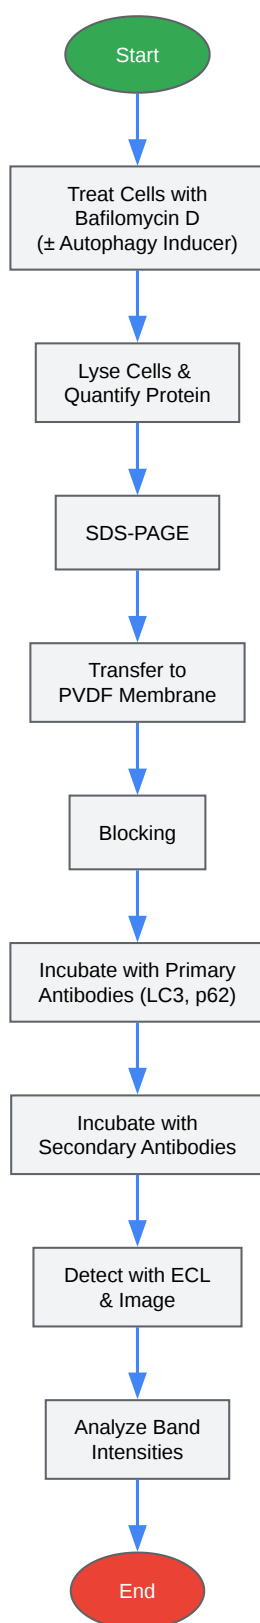 Start
Treat Cells with
Bafilomycin D
(± Autophagy Inducer)
Lyse Cells &
Quantify Protein
SDS-PAGE
Transfer to
PVDF Membrane
Blocking
Incubate with Primary
Antibodies (LC3, p62)
Incubate with
Secondary Antibodies
Detect with ECL
& Image
Analyze Band
Intensities
End